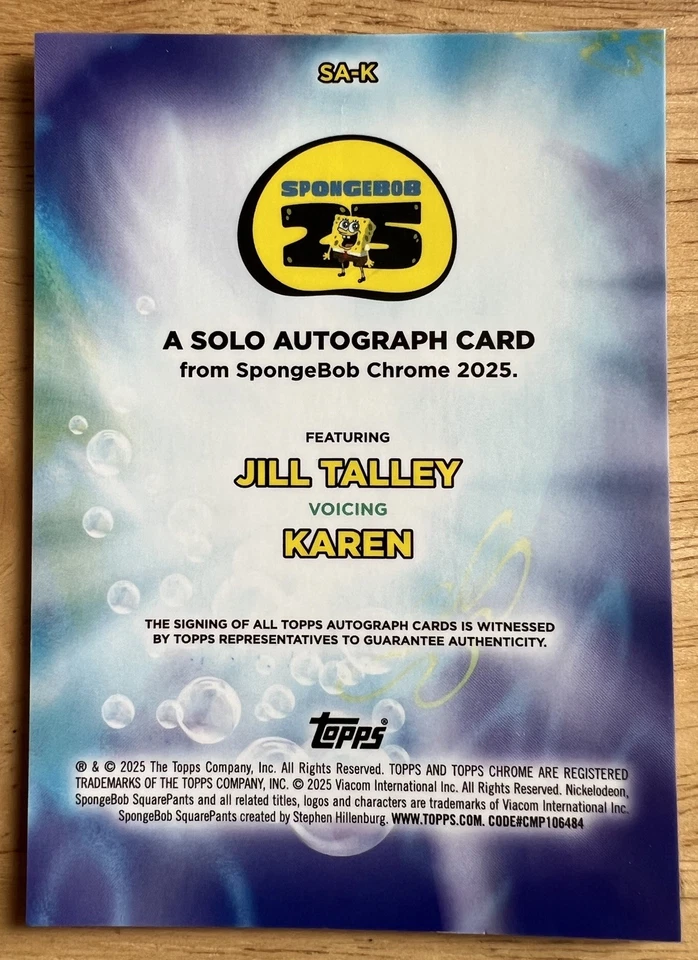 SA-K
SPONGEBOB
25
A SOLO AUTOGRAPH CARD
from SpongeBob Chrome 2025.
FEATURING
JILL TALLEY
VOICING
KAREN
THE SIGNING OF ALL TOPPS AUTOGRAPH CARDS IS WITNESSED
BY TOPPS REPRESENTATIVES TO GUARANTEE AUTHENTICITY.
topps®
® & © 2025 The Topps Company, Inc. All Rights Reserved. TOPPS AND TOPPS CHROME ARE REGISTERED
TRADEMARKS OF THE TOPPS COMPANY, INC. © 2025 Viacom International Inc. All Rights Reserved. Nickelodeon,
SpongeBob SquarePants and all related titles, logos and characters are trademarks of Viacom International Inc.
SpongeBob SquarePants created by Stephen Hillenburg. WWW.TOPPS.COM. CODE#CMP106484